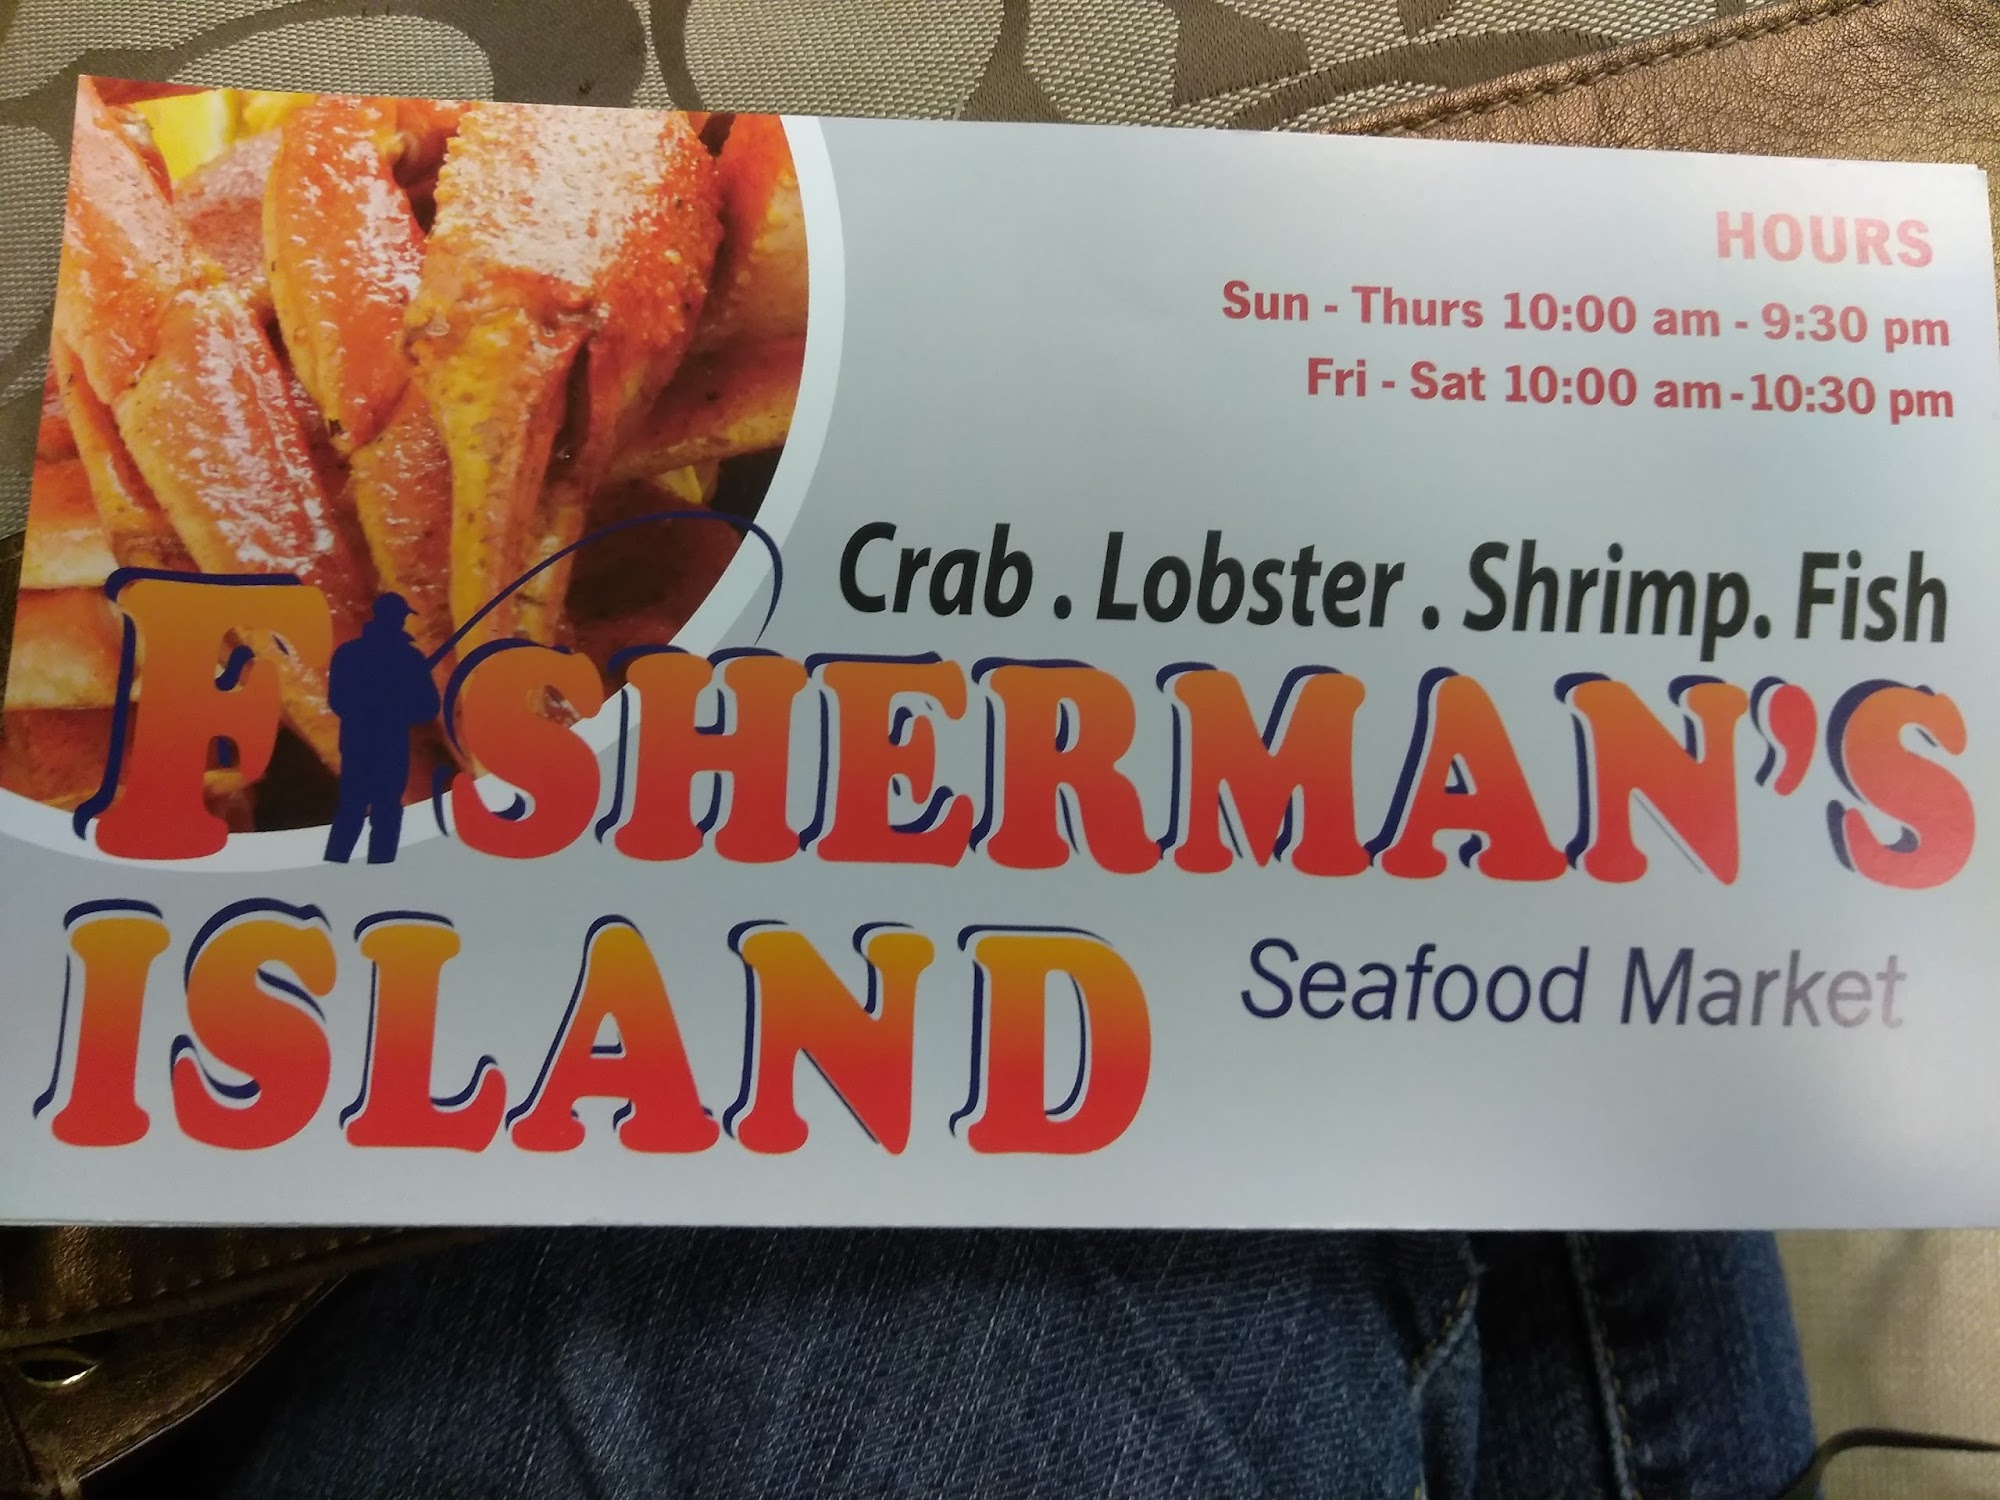 HOURS
Sun - Thurs 10:00 am - 9:30 pm
Fri - Sat 10:00 am - 10:30 pm
Crab . Lobster . Shrimp. Fish
FISHERMAN'S
ISLAND
Seafood Market